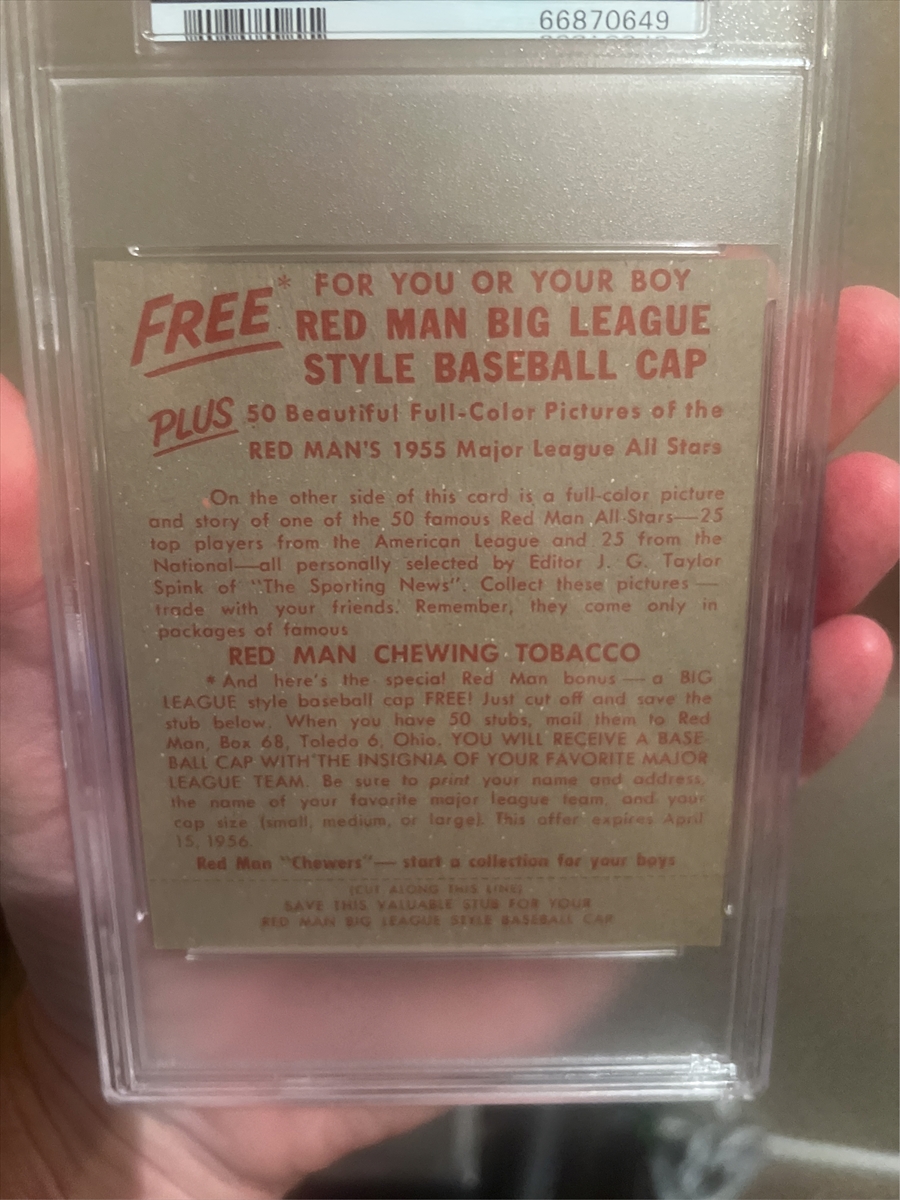 66870649
FREE* FOR YOU OR YOUR BOY
RED MAN BIG LEAGUE
STYLE BASEBALL CAP
PLUS 50 Beautiful Full-Color Pictures of the
RED MAN'S 1955 Major League All Stars
On the other side of this card is a full-color picture
and story of one of the 50 famous Red Man All-Stars—25
top players from the American League and 25 from the
National—all personally selected by Editor J. G. Taylor
Spink of "The Sporting News". Collect these pictures —
trade with your friends. Remember, they come only in
packages of famous
RED MAN CHEWING TOBACCO
* And here's the special Red Man bonus — a BIG
LEAGUE style baseball cap FREE! Just cut off and save the
stub below. When you have 50 stubs, mail them to Red
Man, Box 68, Toledo 6, Ohio. YOU WILL RECEIVE A BASE-
BALL CAP WITH THE INSIGNIA OF YOUR FAVORITE MAJOR
LEAGUE TEAM. Be sure to print your name and address,
the name of your favorite major league team, and your
cap size (small, medium, or large). This offer expires April
15, 1956.
Red Man "Chewers"— start a collection for your boys
(CUT ALONG THIS LINE)
SAVE THIS VALUABLE STUB FOR YOUR
RED MAN BIG LEAGUE STYLE BASEBALL CAP